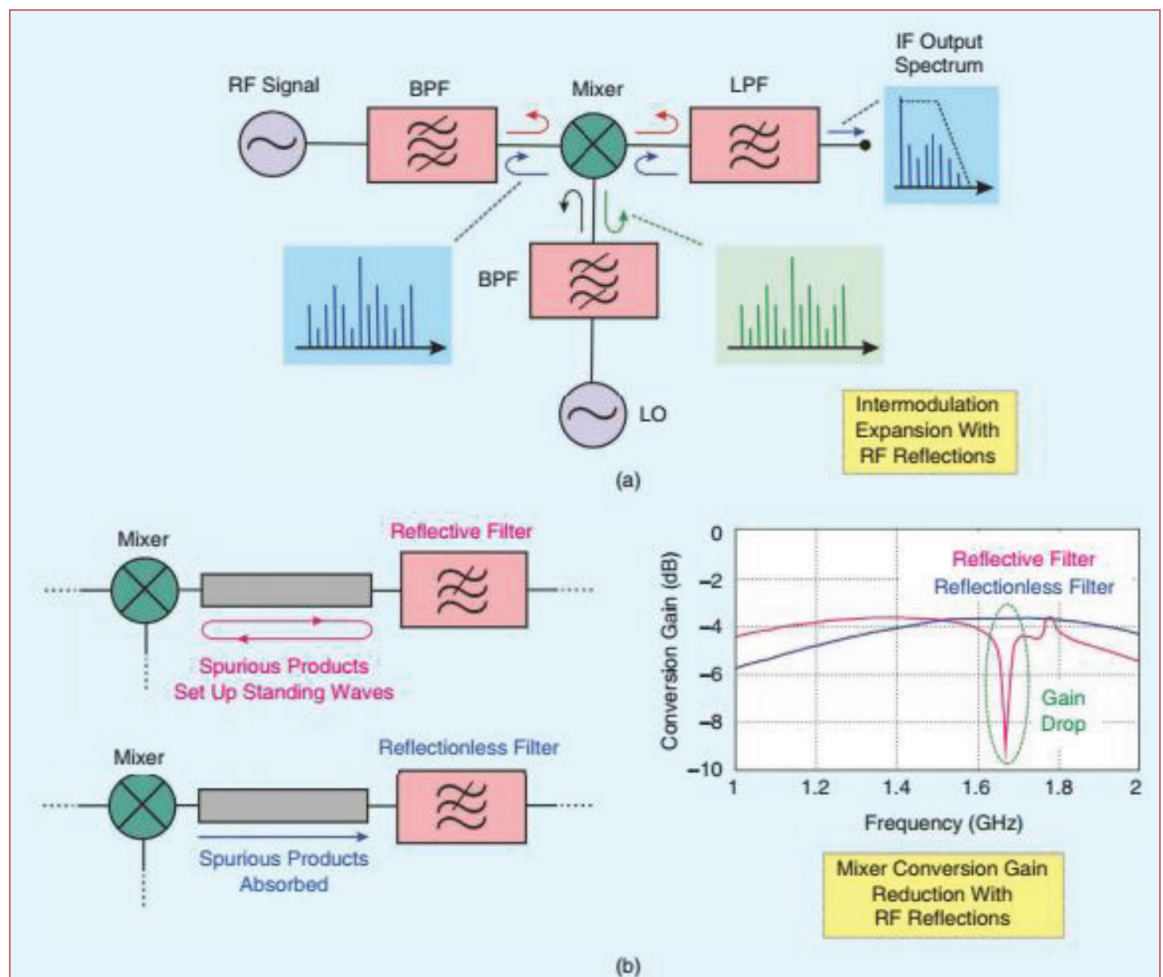 IF Output
Spectrum
RF Signal
BPF
Mixer
LPF
BPF
LO
Intermodulation
Expansion With
RF Reflections
(a)
Mixer
Reflective Filter
Spurious Products
Set Up Standing Waves
Mixer
Reflectionless Filter
Spurious Products
Absorbed
Conversion Gain (dB)
0
−2
−4
−6
−8
−10
Reflective Filter
Reflectionless Filter
Gain
Drop
1 1.2 1.4 1.6 1.8 2
Frequency (GHz)
Mixer Conversion Gain
Reduction With
RF Reflections
(b)